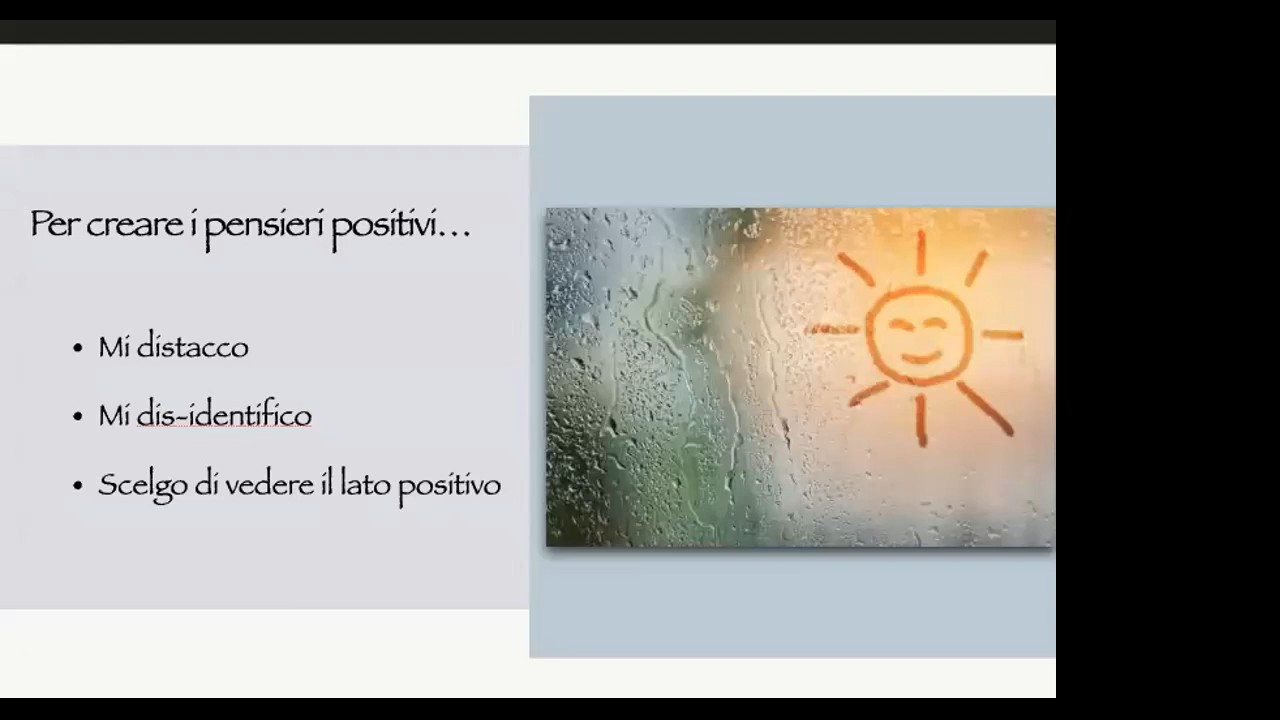 Per creare i pensieri positivi...
• Mi distacco
• Mi dis-identifico
• Scelgo di vedere il lato positivo